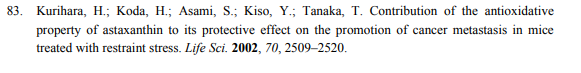 83. Kurihara, H.; Koda, H.; Asami, S.; Kiso, Y.; Tanaka, T. Contribution of the antioxidative
property of astaxanthin to its protective effect on the promotion of cancer metastasis in mice
treated with restraint stress. Life Sci. 2002, 70, 2509–2520.